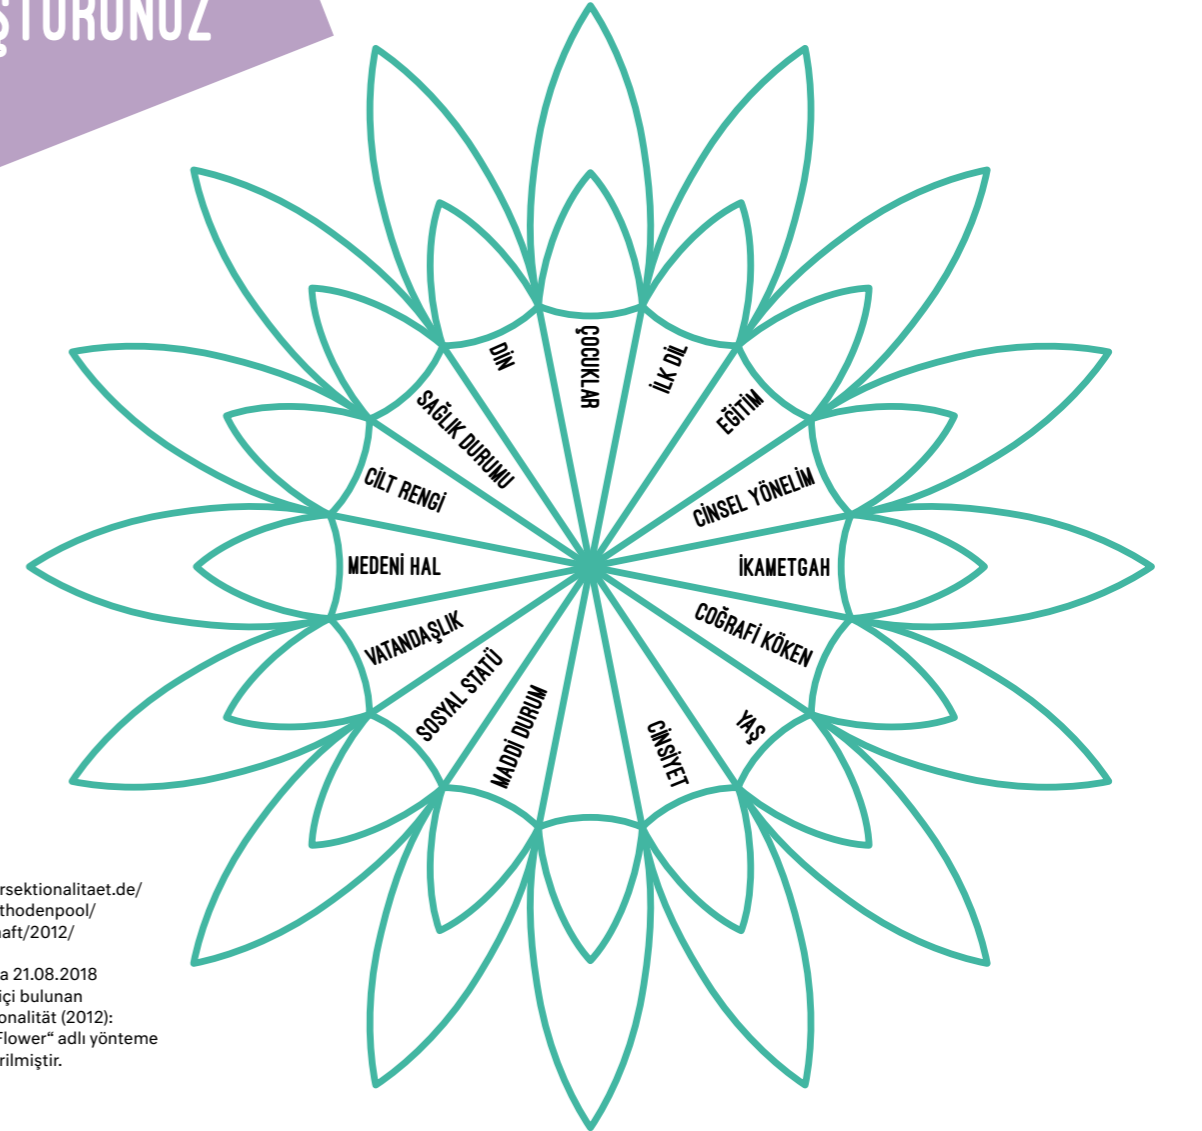 ŞTURUNUZ
ÇOCUKLAR
İLK DİL
EĞİTİM
CİNSEL YÖNELİM
İKAMETGAH
COĞRAFİ KÖKEN
YAŞ
CİNSİYET
MADDİ DURUM
SOSYAL STATÜ
VATANDAŞLIK
MEDENİ HAL
CİLT RENGİ
SAĞLIK DURUMU
DİN
rsektionalitaet.de/
thodenpool/
haft/2012/
a 21.08.2018
içi bulunan
onalität (2012):
Flower“ adlı yönteme
rilmiştir.